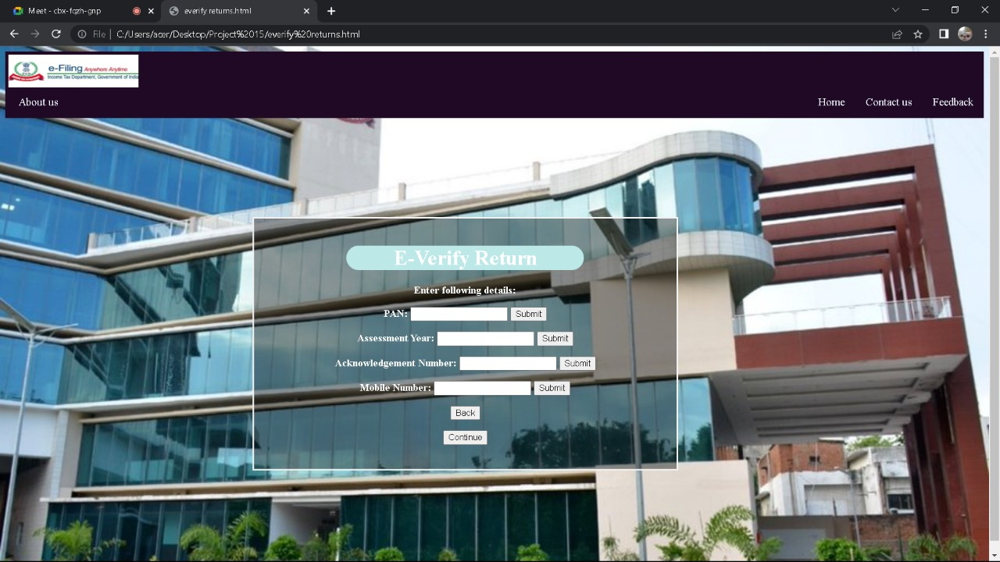 Meet - cbx-fqzh-gnp
everify returns.html
File | C:/Users/acer/Desktop/Project%2015/everify%20returns.html
e-Filing Anywhere Anytime
Income Tax Department, Government of India
About us
Home
Contact us
Feedback
E-Verify Return
Enter following details:
PAN: Submit
Assessment Year: Submit
Acknowledgement Number: Submit
Mobile Number: Submit
Back
Continue